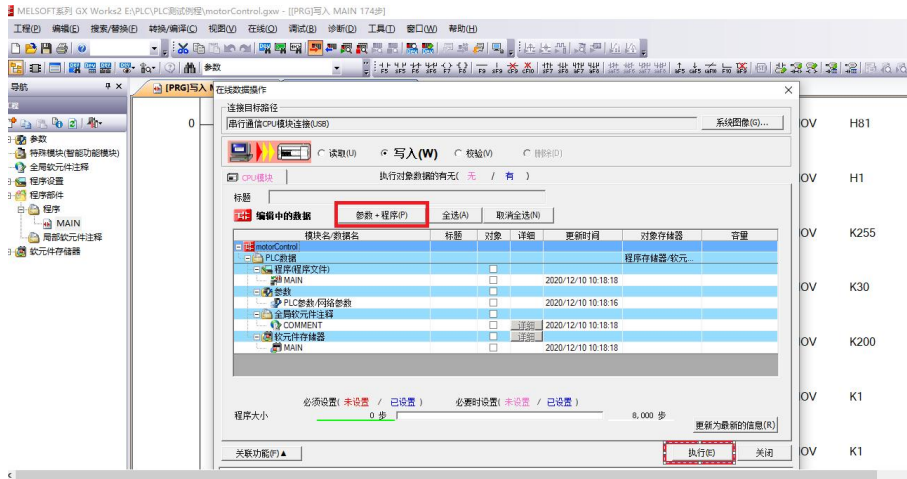 MELSOFT系列 GX Works2 E:\PLC\PLC测试例程\motorControl.gxw - [[PRG]写入 MAIN 174步]
工程(P) 编辑(E) 搜索/替换(F) 转换/编译(C) 视图(V) 在线(O) 调试(B) 诊断(D) 工具(T) 窗口(W) 帮助(H)
参数
导航
[PRG]写入 M
参数
特殊模块(智能功能模块)
全局软元件注释
程序设置
程序部件
程序
MAIN
局部软元件注释
软元件存储器
0
在线数据操作
连接目标路径
串行通信CPU模块连接(USB)
系统图像(G)...
读取(U) 写入(W) 校验(V) 删除(D)
CPU模块 执行对象数据的有无( 无 / 有 )
标题
编辑中的数据 参数+程序(P) 全选(A) 取消全选(N)
模块名/数据名 标题 对象 详细 更新时间 对象存储器 容量
motorControl
PLC数据 程序存储器/软元...
程序(程序文件)
MAIN 2020/12/10 10:18:18
参数
PLC参数/网络参数 2020/12/10 10:18:16
全局软元件注释
COMMENT 详细 2020/12/10 10:18:18
软元件存储器 详细
MAIN 2020/12/10 10:18:18
必须设置( 未设置 / 已设置 ) 必要时设置( 未设置 / 已设置 )
程序大小 0 步 8,000 步
更新为最新的信息(R)
关联功能(F)▲ 执行(E) 关闭
OV H81
OV H1
OV K255
OV K30
OV K200
OV K1
OV K1